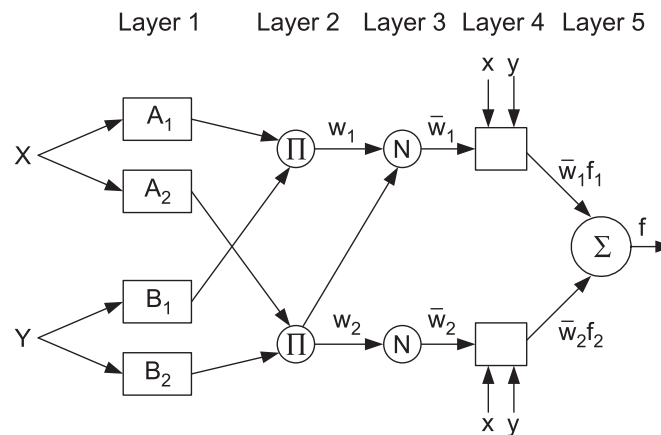 Layer 1 Layer 2 Layer 3 Layer 4 Layer 5
x y
A₁ w₁ w̄₁
Π N
X
w̄₁f₁
A₂
f
Σ
B₁
Y w₂ w̄₂ w̄₂f₂
Π N
B₂
x y